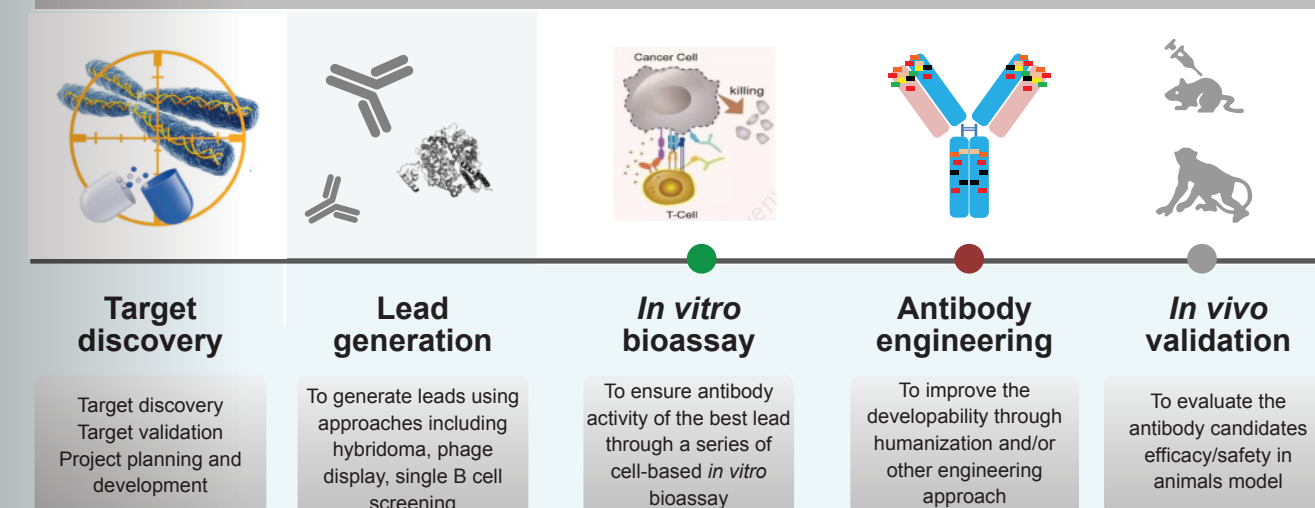 Cancer Cell
killing
T-Cell
Target
discovery
Target discovery
Target validation
Project planning and
development
Lead
generation
To generate leads using
approaches including
hybridoma, phage
display, single B cell
screening
In vitro
bioassay
To ensure antibody
activity of the best lead
through a series of
cell-based in vitro
bioassay
Antibody
engineering
To improve the
developability through
humanization and/or
other engineering
approach
In vivo
validation
To evaluate the
antibody candidates
efficacy/safety in
animals model